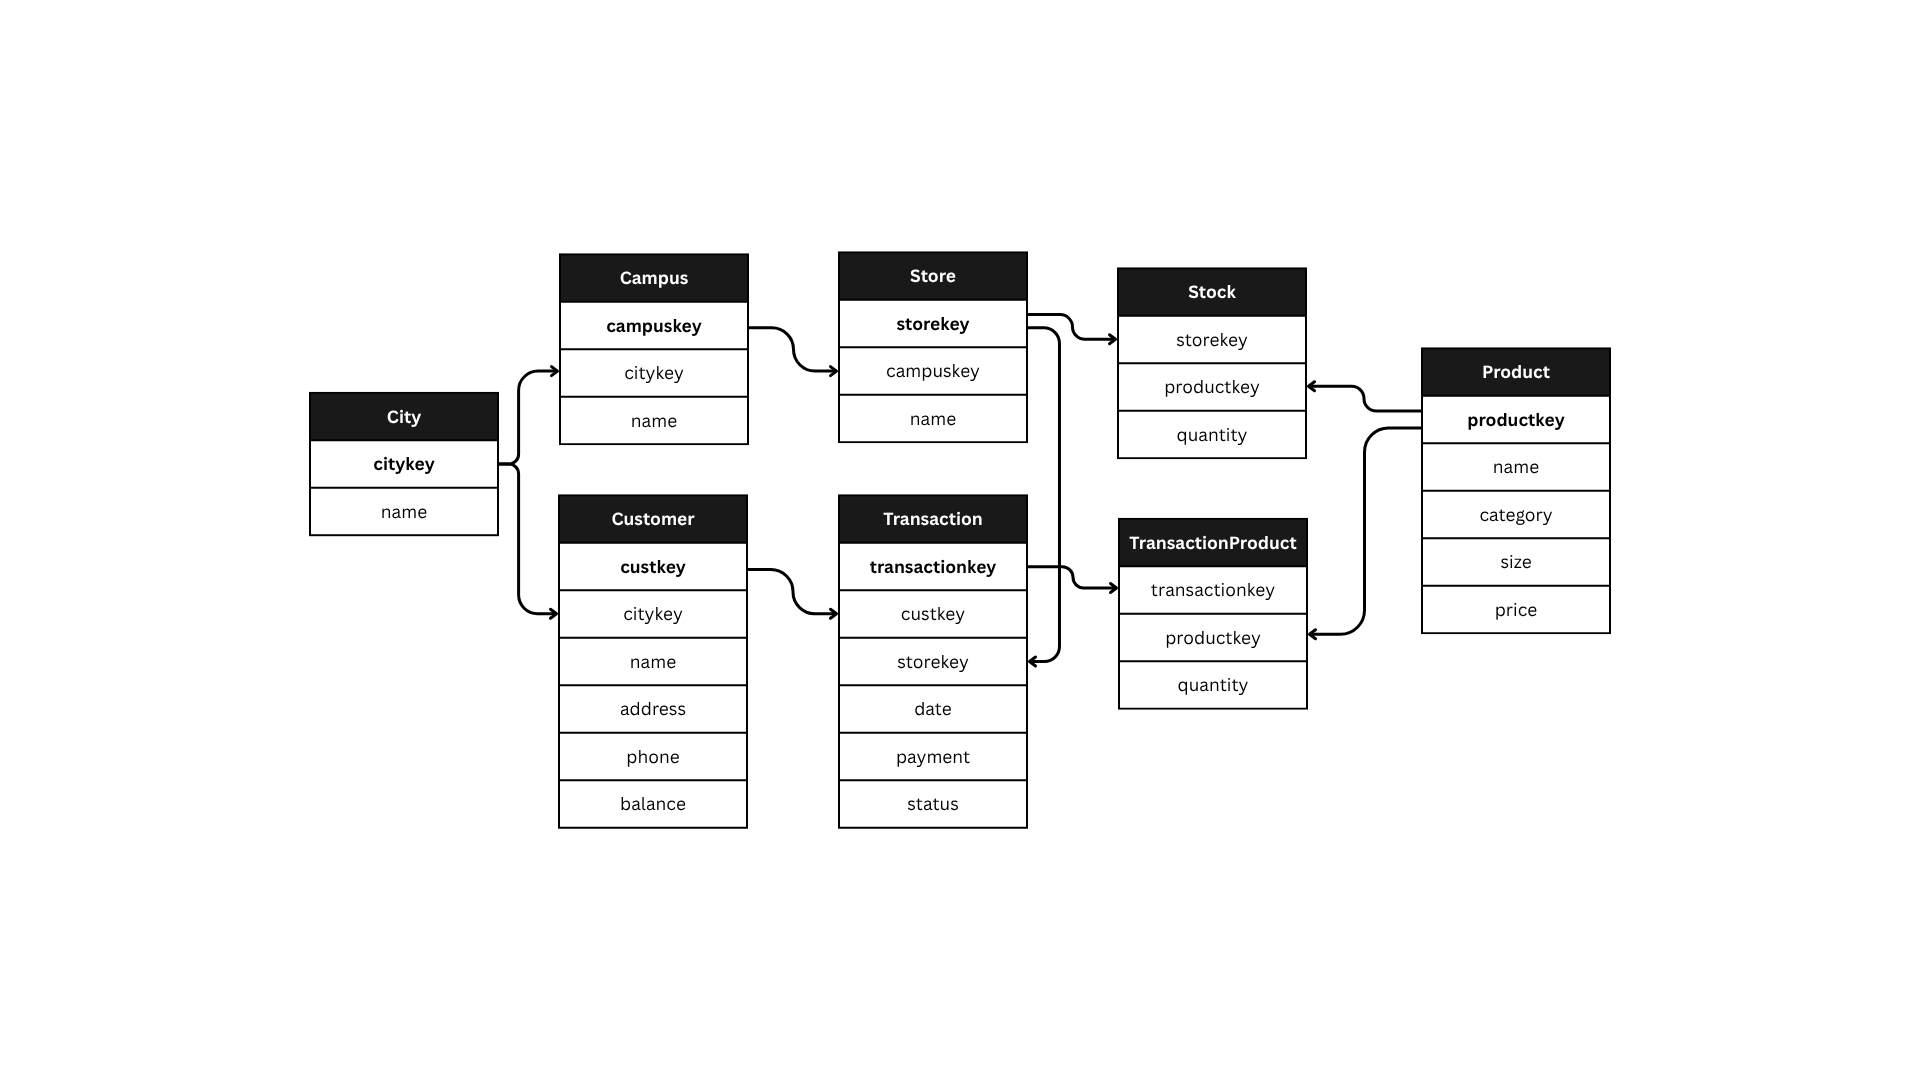 City
citykey
name
Campus
campuskey
citykey
name
Customer
custkey
citykey
name
address
phone
balance
Store
storekey
campuskey
name
Transaction
transactionkey
custkey
storekey
date
payment
status
Stock
storekey
productkey
quantity
TransactionProduct
transactionkey
productkey
quantity
Product
productkey
name
category
size
price